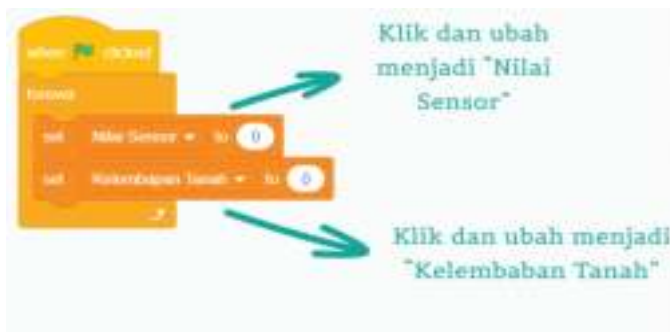 Klik dan ubah
menjadi "Nilai
Sensor"
when clicked
forever
set Nilai Sensor to 0
set Kelembapan Tanah to 0
Klik dan ubah menjadi
"Kelembaban Tanah"